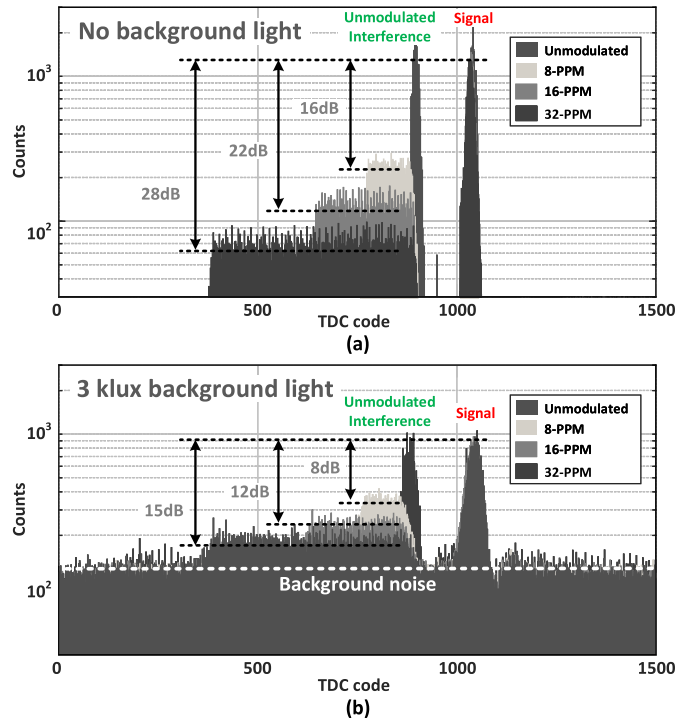 No background light
Unmodulated
Interference
Signal
Unmodulated
8-PPM
16-PPM
32-PPM
16dB
22dB
28dB
10³
10²
Counts
0
500
1000
1500
TDC code
(a)
3 klux background light
Unmodulated
Interference
Signal
Unmodulated
8-PPM
16-PPM
32-PPM
8dB
12dB
15dB
10³
10²
Counts
Background noise
0
500
1000
1500
TDC code
(b)